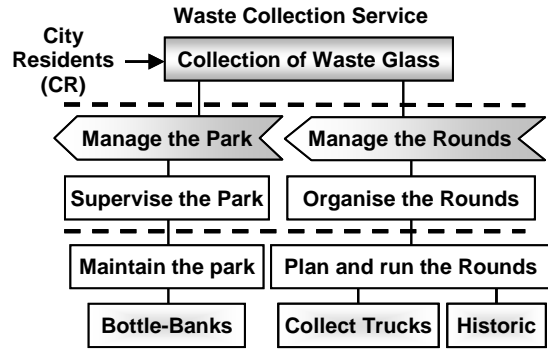 Waste Collection Service
City
Residents
(CR)
Collection of Waste Glass
Manage the Park
Manage the Rounds
Supervise the Park
Organise the Rounds
Maintain the park
Plan and run the Rounds
Bottle-Banks
Collect Trucks
Historic